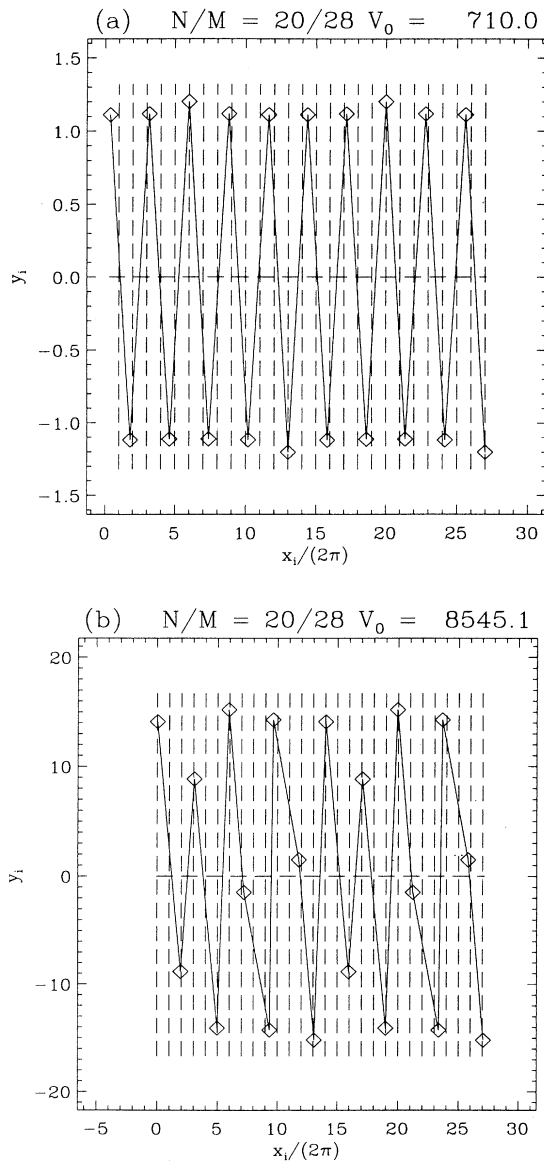 (a) N/M = 20/28 V₀ = 710.0
1.5
1.0
0.5
0.0
−0.5
−1.0
−1.5
yᵢ
0 5 10 15 20 25 30
xᵢ/(2π)
(b) N/M = 20/28 V₀ = 8545.1
20
10
0
−10
−20
yᵢ
−5 0 5 10 15 20 25 30
xᵢ/(2π)